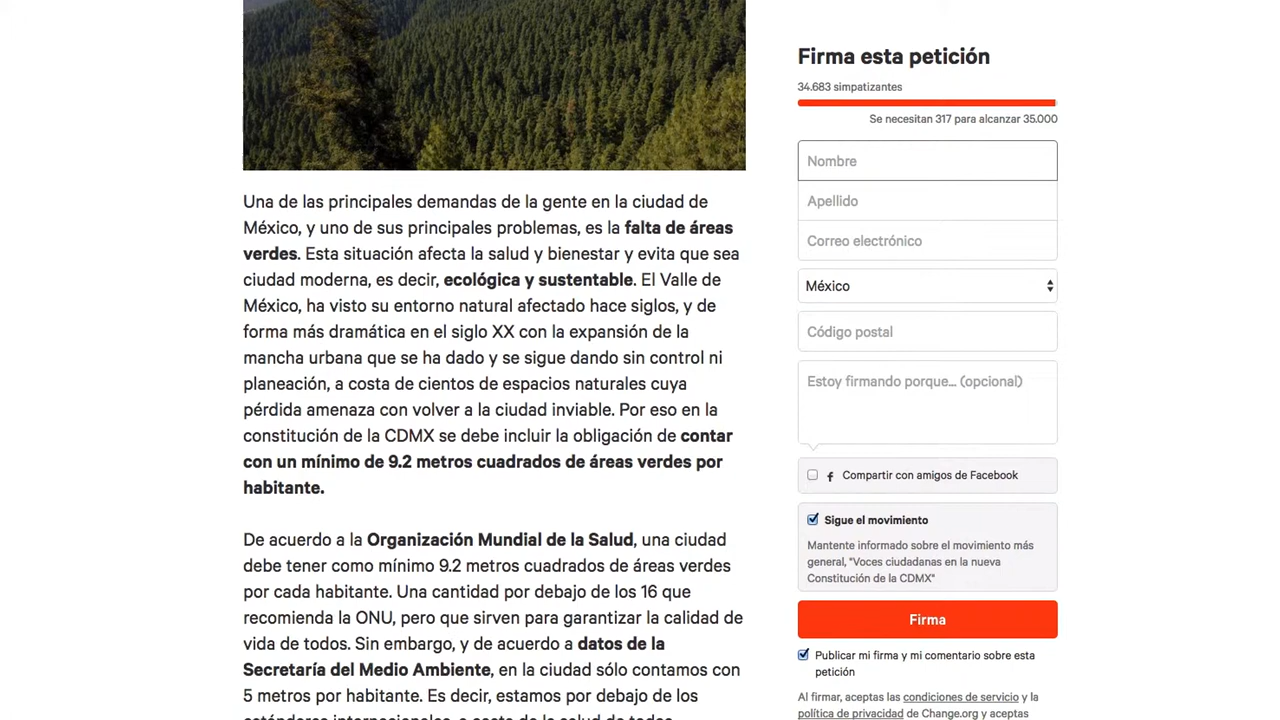 Una de las principales demandas de la gente en la ciudad de
México, y uno de sus principales problemas, es la falta de áreas
verdes. Esta situación afecta la salud y bienestar y evita que sea
ciudad moderna, es decir, ecológica y sustentable. El Valle de
México, ha visto su entorno natural afectado hace siglos, y de
forma más dramática en el siglo XX con la expansión de la
mancha urbana que se ha dado y se sigue dando sin control ni
planeación, a costa de cientos de espacios naturales cuya
pérdida amenaza con volver a la ciudad inviable. Por eso en la
constitución de la CDMX se debe incluir la obligación de contar
con un mínimo de 9.2 metros cuadrados de áreas verdes por
habitante.
De acuerdo a la Organización Mundial de la Salud, una ciudad
debe tener como mínimo 9.2 metros cuadrados de áreas verdes
por cada habitante. Una cantidad por debajo de los 16 que
recomienda la ONU, pero que sirven para garantizar la calidad de
vida de todos. Sin embargo, y de acuerdo a datos de la
Secretaría del Medio Ambiente, en la ciudad sólo contamos con
5 metros por habitante. Es decir, estamos por debajo de los
estándares internacionales, a costa de la salud de todos
Firma esta petición
34.683 simpatizantes
Se necesitan 317 para alcanzar 35.000
Nombre
Apellido
Correo electrónico
México
Código postal
Estoy firmando porque... (opcional)
Compartir con amigos de Facebook
Sigue el movimiento
Mantente informado sobre el movimiento más
general, "Voces ciudadanas en la nueva
Constitución de la CDMX"
Firma
Publicar mi firma y mi comentario sobre esta
petición
Al firmar, aceptas las condiciones de servicio y la
política de privacidad de Change.org y aceptas